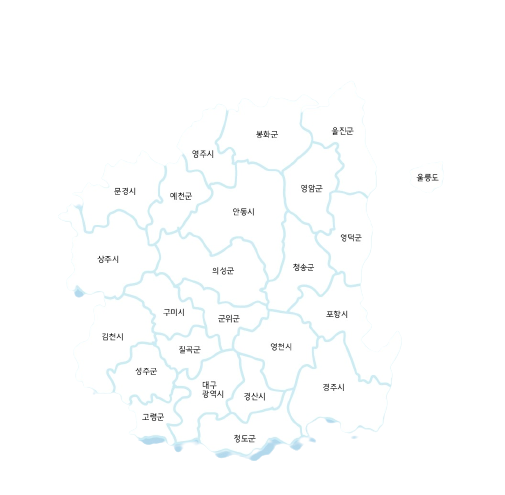 봉화군
울진군
영주시
울릉도
문경시
예천군
영암군
안동시
영덕군
상주시
의성군
청송군
구미시
군위군
포항시
김천시
칠곡군
영천시
성주군
대구
광역시
경산시
경주시
고령군
청도군